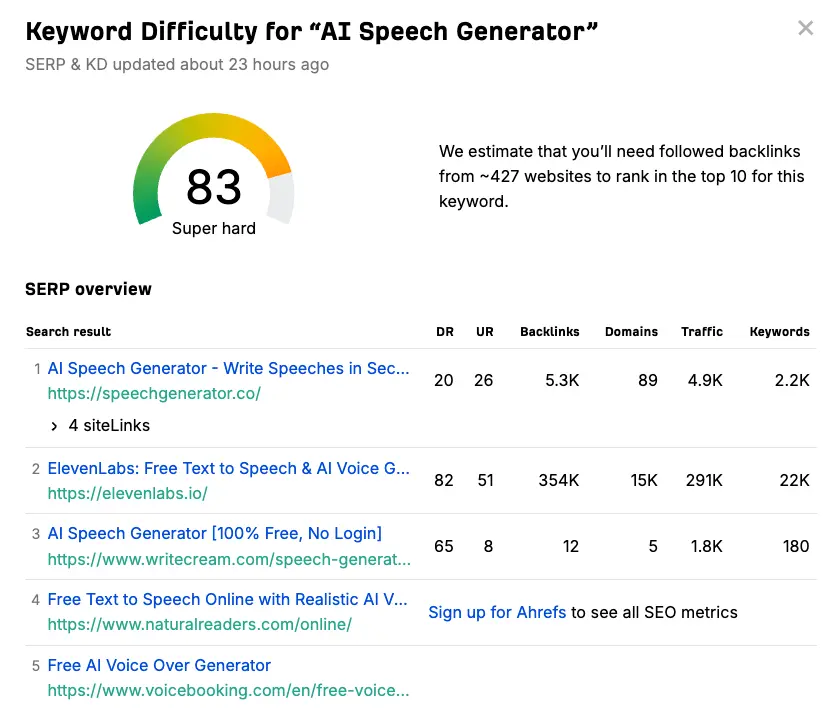 Keyword Difficulty for “AI Speech Generator”
SERP & KD updated about 23 hours ago
83
Super hard
We estimate that you’ll need followed backlinks
from ~427 websites to rank in the top 10 for this
keyword.
SERP overview
Search result DR UR Backlinks Domains Traffic Keywords
1 AI Speech Generator - Write Speeches in Sec... 20 26 5.3K 89 4.9K 2.2K
https://speechgenerator.co/
4 siteLinks
2 ElevenLabs: Free Text to Speech & AI Voice G... 82 51 354K 15K 291K 22K
https://elevenlabs.io/
3 AI Speech Generator [100% Free, No Login] 65 8 12 5 1.8K 180
https://www.writecream.com/speech-generat...
4 Free Text to Speech Online with Realistic AI V...
https://www.naturalreaders.com/online/
Sign up for Ahrefs to see all SEO metrics
5 Free AI Voice Over Generator
https://www.voicebooking.com/en/free-voice...